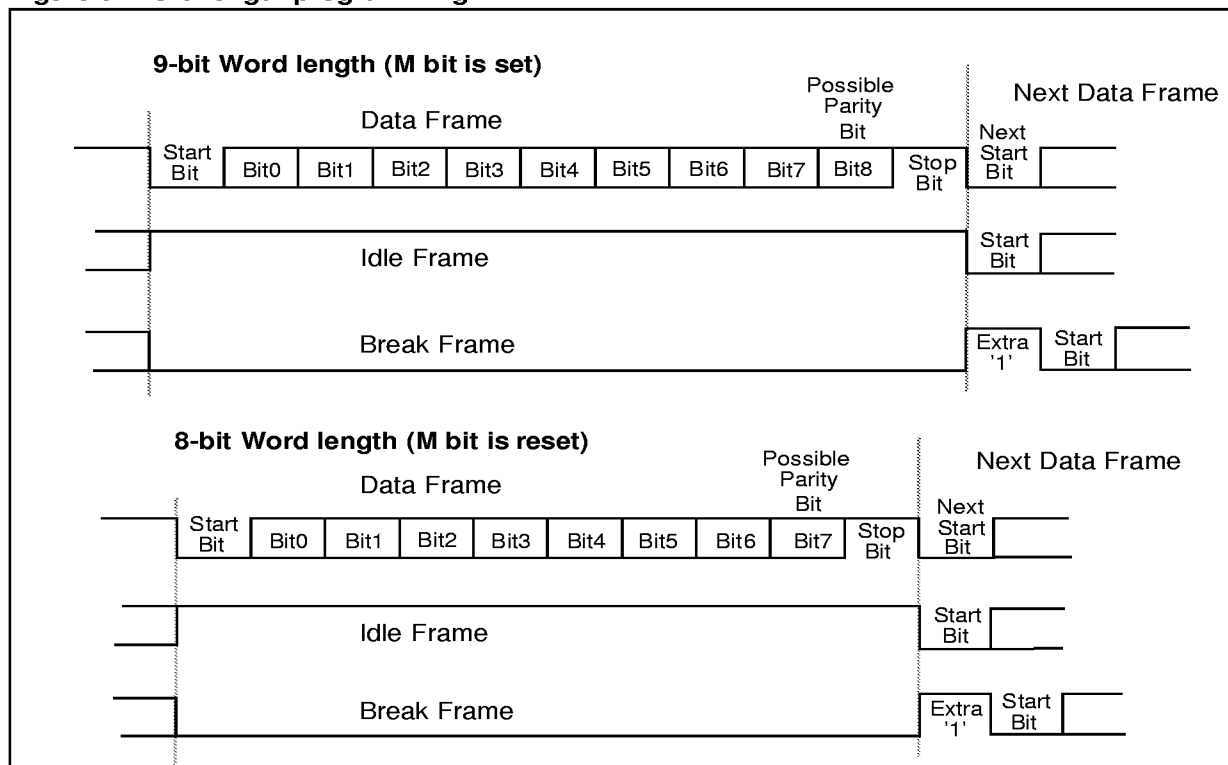 9-bit Word length (M bit is set)
Possible
Parity
Bit
Next Data Frame
Data Frame
Next
Start
Bit
Start
Bit
Bit0
Bit1
Bit2
Bit3
Bit4
Bit5
Bit6
Bit7
Bit8
Stop
Bit
Idle Frame
Start
Bit
Break Frame
Extra
'1'
Start
Bit
8-bit Word length (M bit is reset)
Possible
Parity
Bit
Next Data Frame
Data Frame
Next
Start
Bit
Start
Bit
Bit0
Bit1
Bit2
Bit3
Bit4
Bit5
Bit6
Bit7
Stop
Bit
Idle Frame
Start
Bit
Break Frame
Extra
'1'
Start
Bit